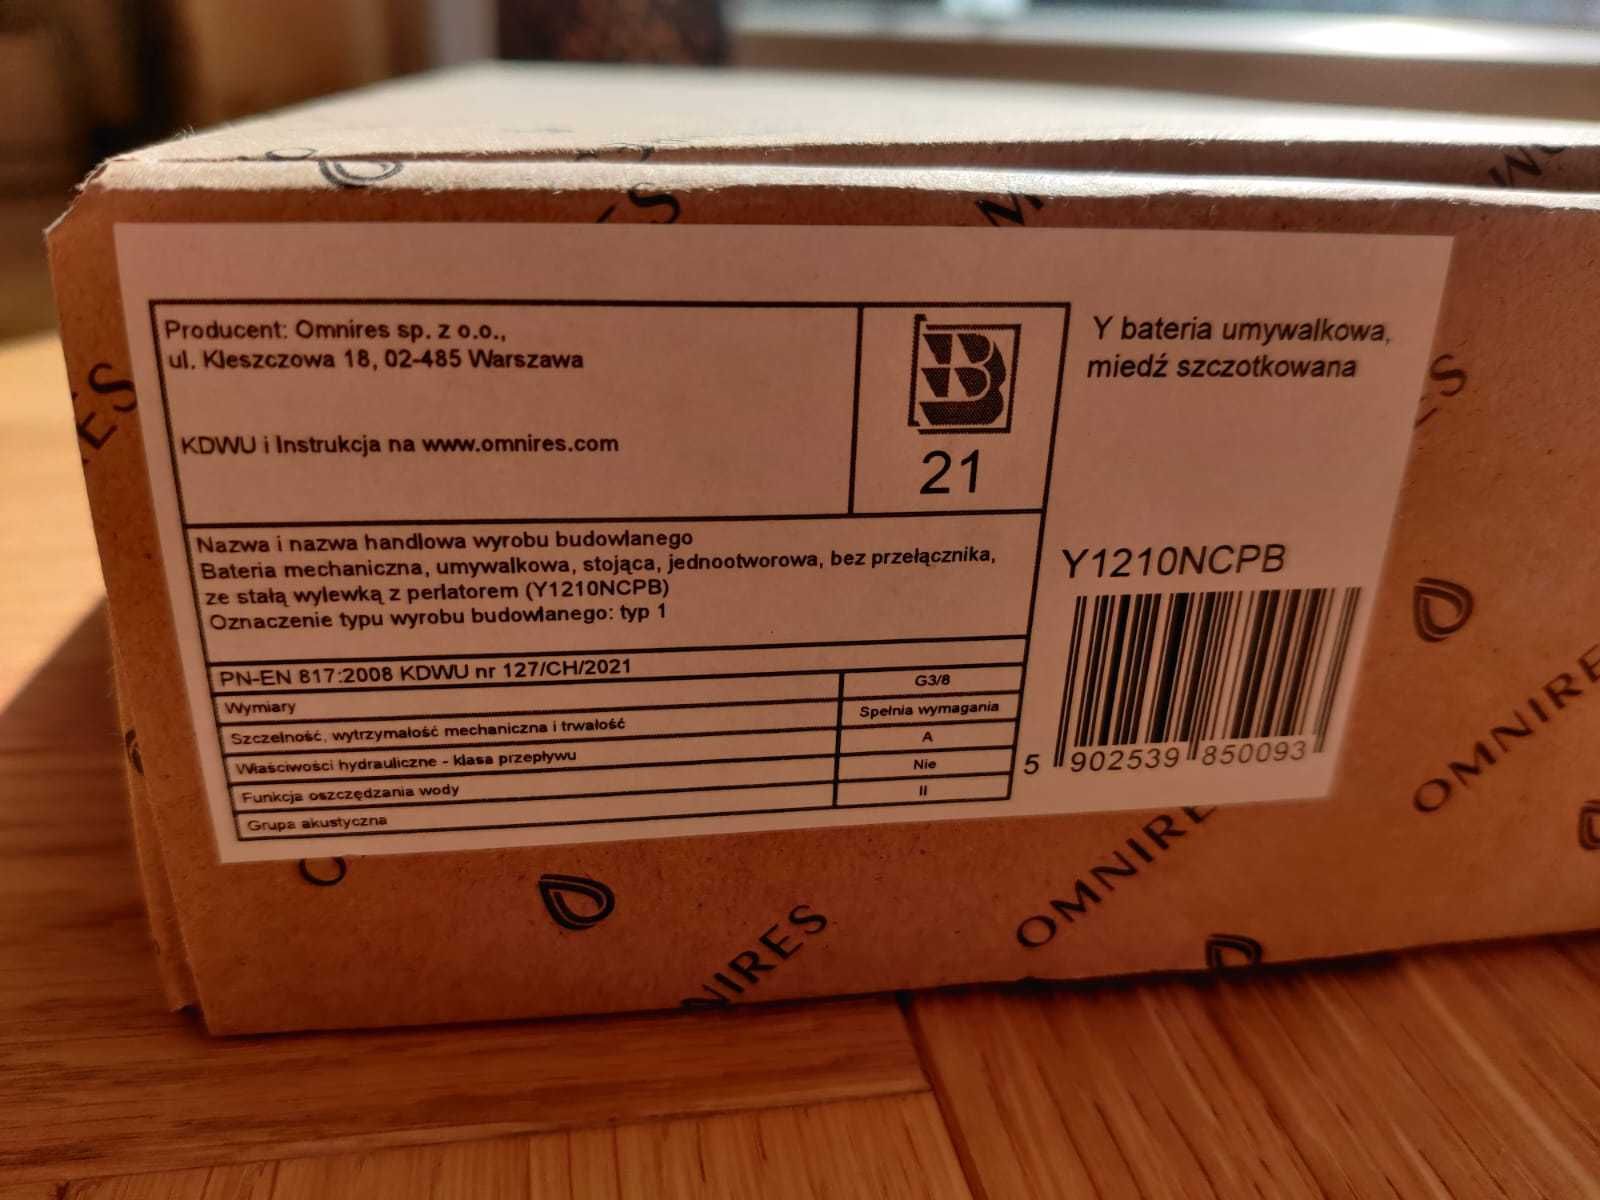 Producent: Omnires sp. z o.o.,
ul. Kleszczowa 18, 02-485 Warszawa
KDWU i Instrukcja na www.omnires.com
B
21
Y bateria umywalkowa,
miedź szczotkowana
Nazwa i nazwa handlowa wyrobu budowlanego
Bateria mechaniczna, umywalkowa, stojąca, jednootworowa, bez przełącznika,
ze stałą wylewką z perlatorem (Y1210NCPB)
Oznaczenie typu wyrobu budowlanego: typ 1
PN-EN 817:2008 KDWU nr 127/CH/2021
Wymiary G3/8
Szczelność, wytrzymałość mechaniczna i trwałość Spełnia wymagania
Właściwości hydrauliczne - klasa przepływu A
Funkcja oszczędzania wody Nie
Grupa akustyczna II
Y1210NCPB
5 902539 850093
OMNIRES
OMNIRES
NIRES